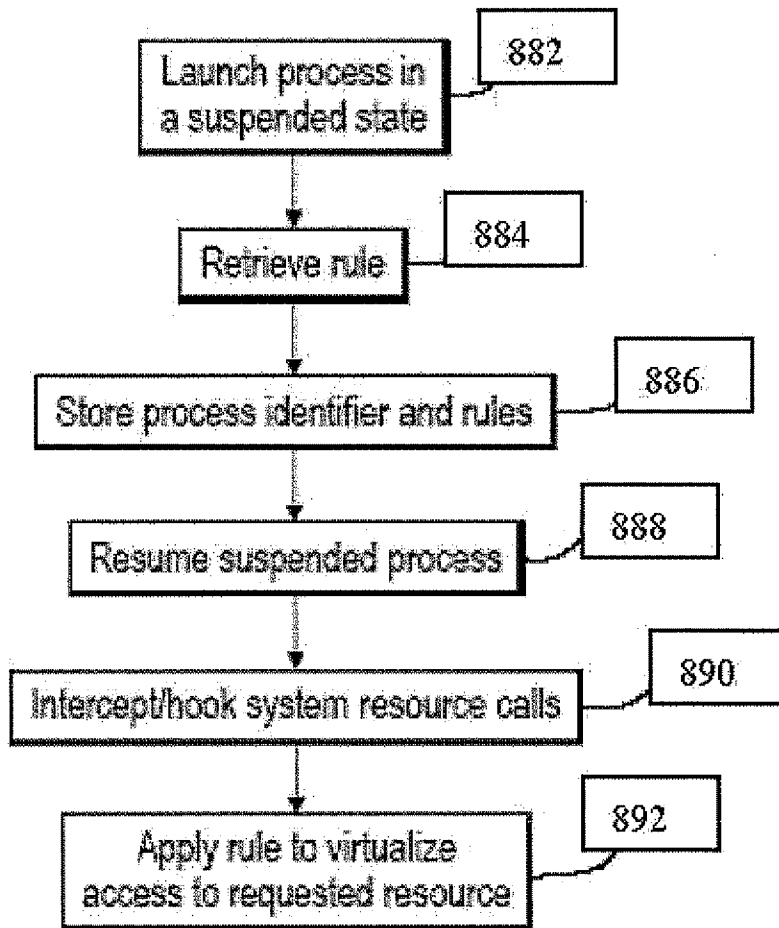 882
Launch process in
a suspended state
884
Retrieve rule
886
Store process identifier and rules
888
Resume suspended process
890
Intercept/hook system resource calls
892
Apply rule to virtualize
access to requested resource